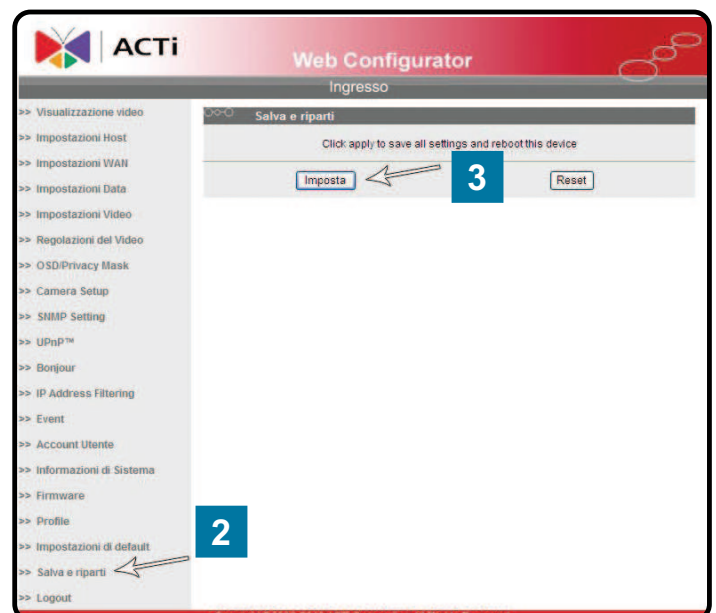 ACTi
Web Configurator
Ingresso
>> Visualizzazione video
>> Impostazioni Host
>> Impostazioni WAN
>> Impostazioni Data
>> Impostazioni Video
>> Regolazioni del Video
>> OSD/Privacy Mask
>> Camera Setup
>> SNMP Setting
>> UPnP™
>> Bonjour
>> IP Address Filtering
>> Event
>> Account Utente
>> Informazioni di Sistema
>> Firmware
>> Profile
>> Impostazioni di default
>> Salva e riparti
>> Logout
2
Salva e riparti
Click apply to save all settings and reboot this device
Imposta
3
Reset